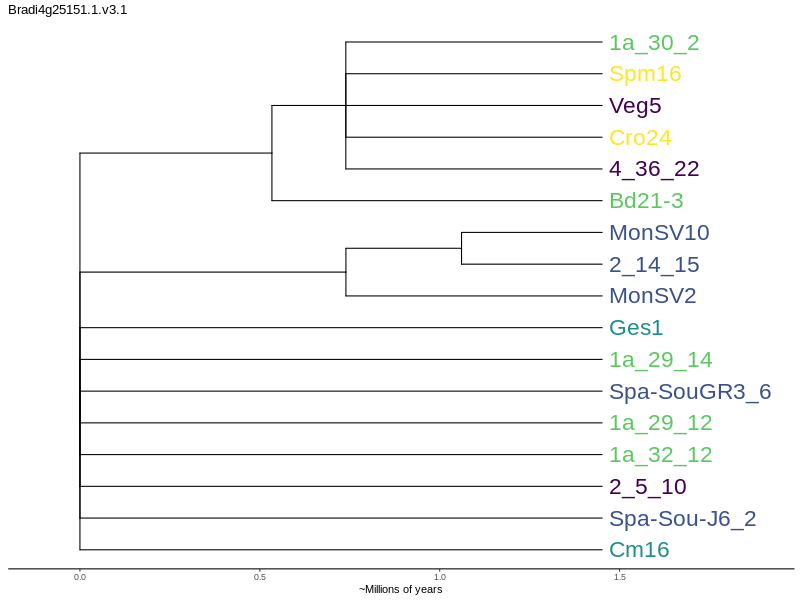 Bradi4g25151.1.v3.1
1a_30_2
Spm16
Veg5
Cro24
4_36_22
Bd21-3
MonSV10
2_14_15
MonSV2
Ges1
1a_29_14
Spa-SouGR3_6
1a_29_12
1a_32_12
2_5_10
Spa-Sou-J6_2
Cm16
0.0 0.5 1.0 1.5
~Millions of years